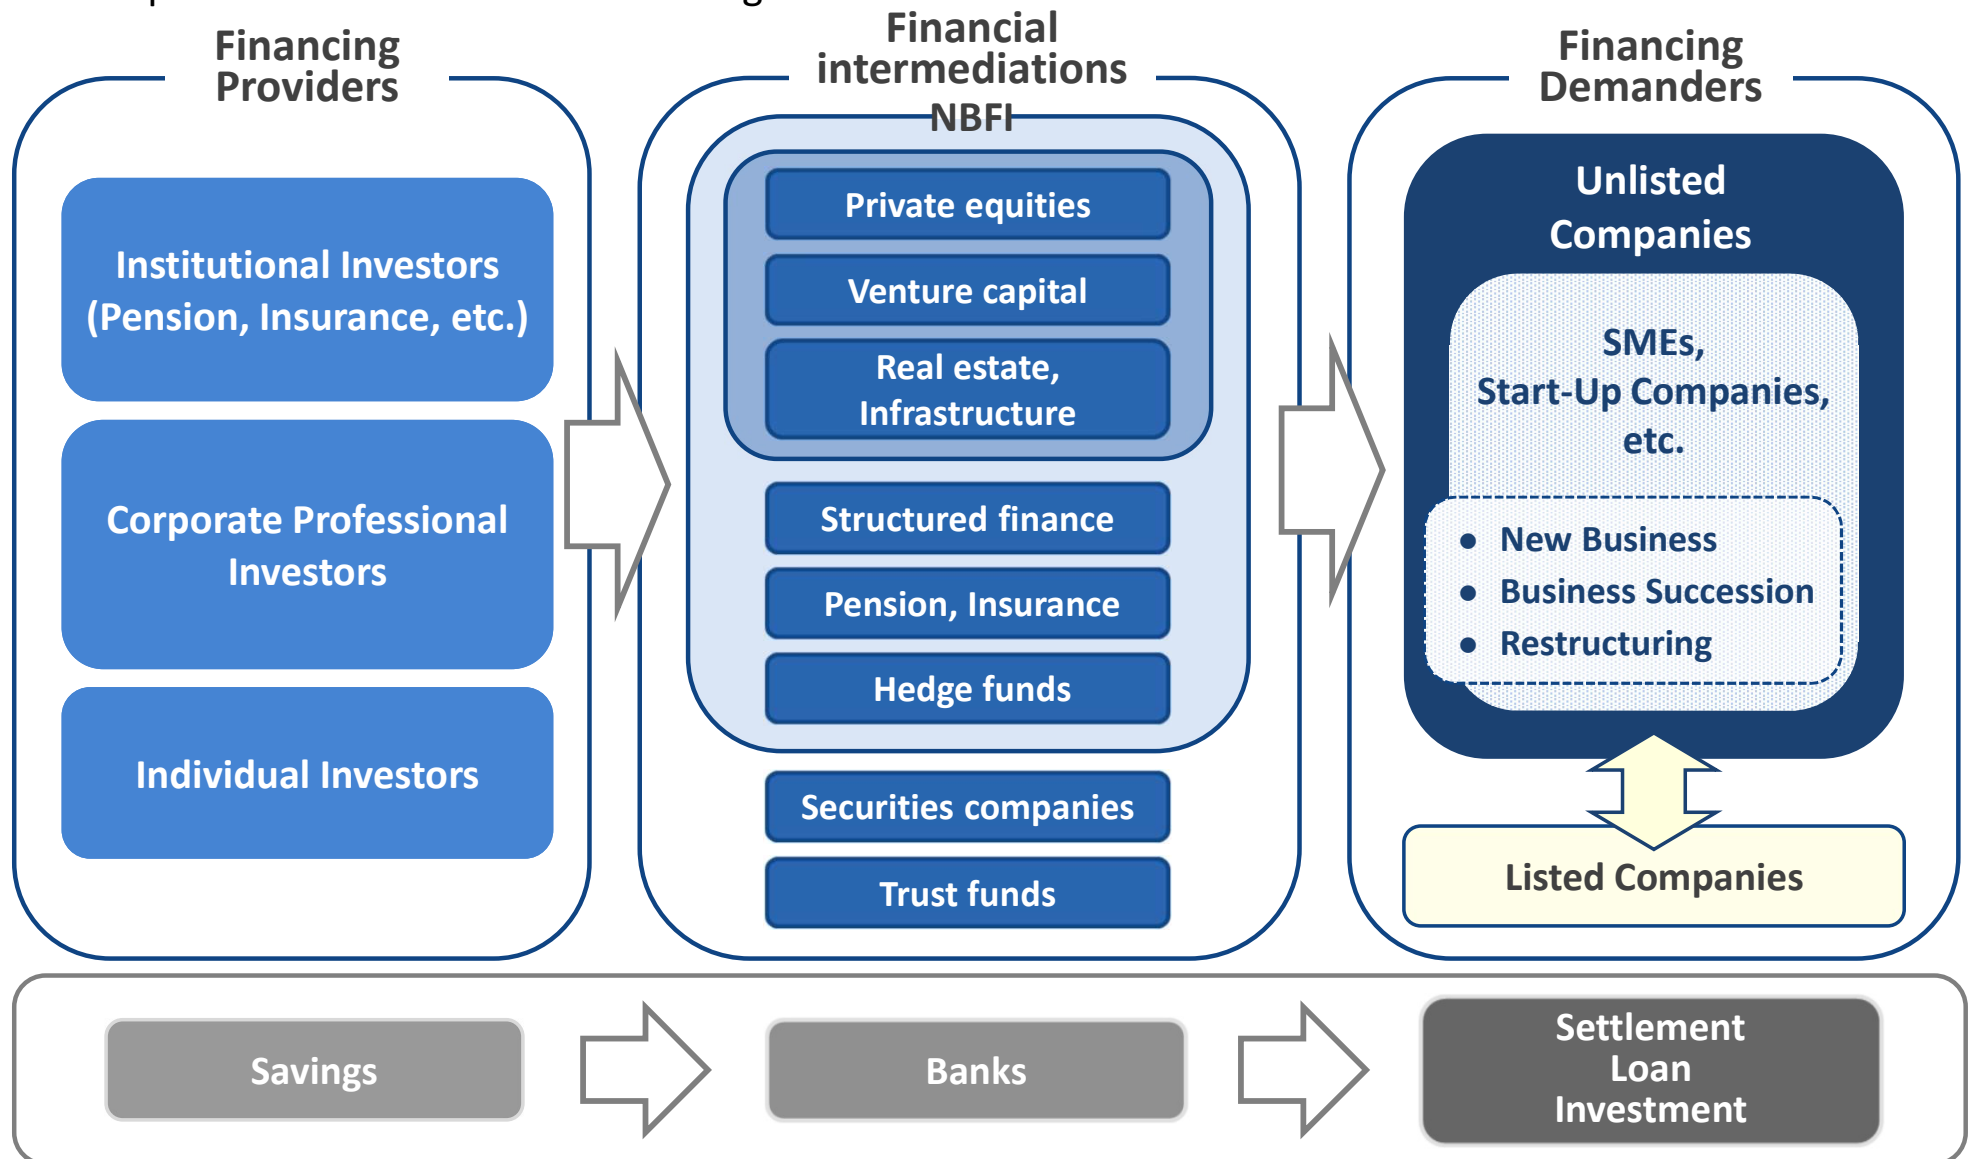 Financing
Providers
Institutional Investors
(Pension, Insurance, etc.)
Corporate Professional
Investors
Individual Investors
Financial
intermediations
NBFI
Private equities
Venture capital
Real estate,
Infrastructure
Structured finance
Pension, Insurance
Hedge funds
Securities companies
Trust funds
Financing
Demanders
Unlisted
Companies
SMEs,
Start-Up Companies,
etc.
● New Business
● Business Succession
● Restructuring
Listed Companies
Savings
Banks
Settlement
Loan
Investment